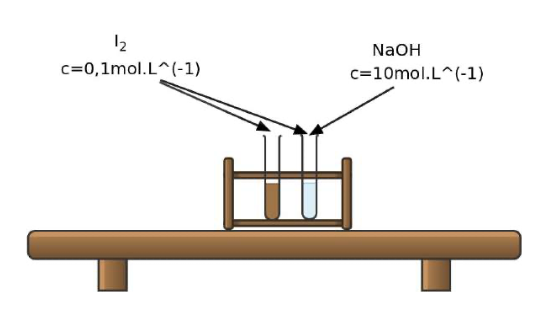 I₂
c=0,1mol.L^(-1)
NaOH
c=10mol.L^(-1)